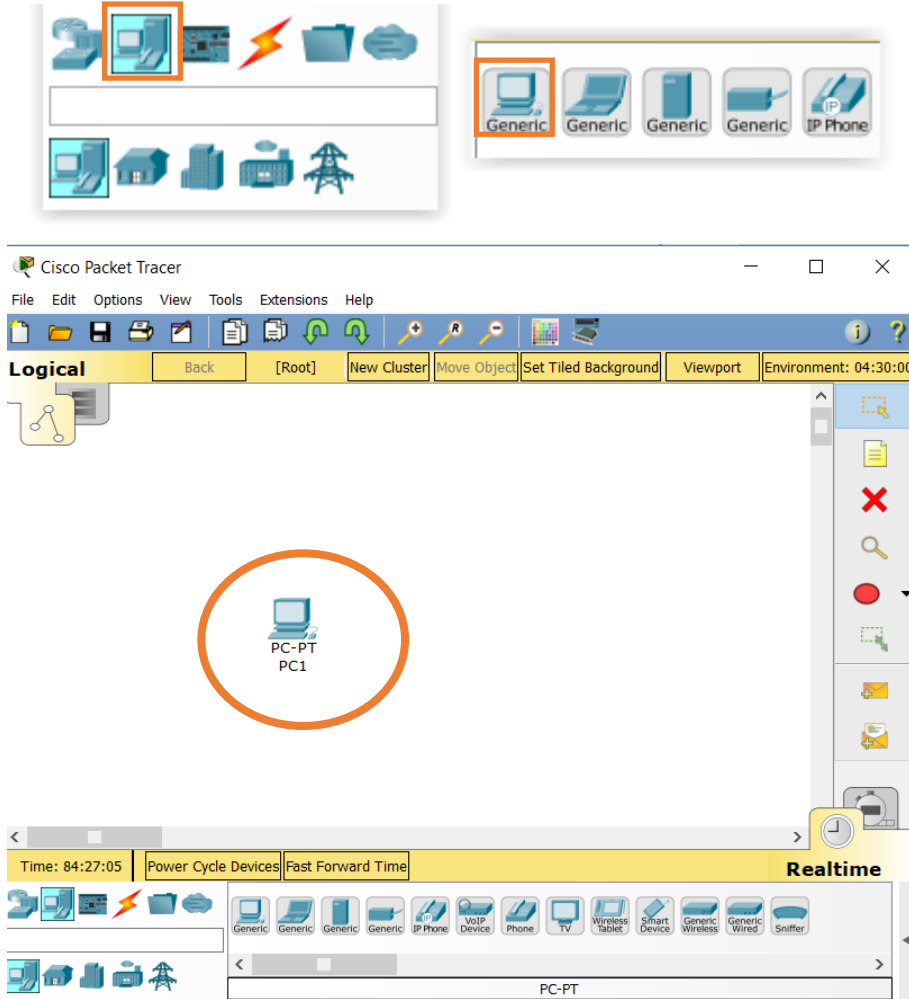 Generic Generic Generic Generic IP Phone
IP
Cisco Packet Tracer
File Edit Options View Tools Extensions Help
Logical Back [Root] New Cluster Move Object Set Tiled Background Viewport Environment: 04:30:00
PC-PT
PC1
Time: 84:27:05 Power Cycle Devices Fast Forward Time Realtime
Generic Generic Generic Generic IP Phone VoIP Device Phone TV Wireless Tablet Smart Device Generic Wireless Generic Wired Sniffer
PC-PT